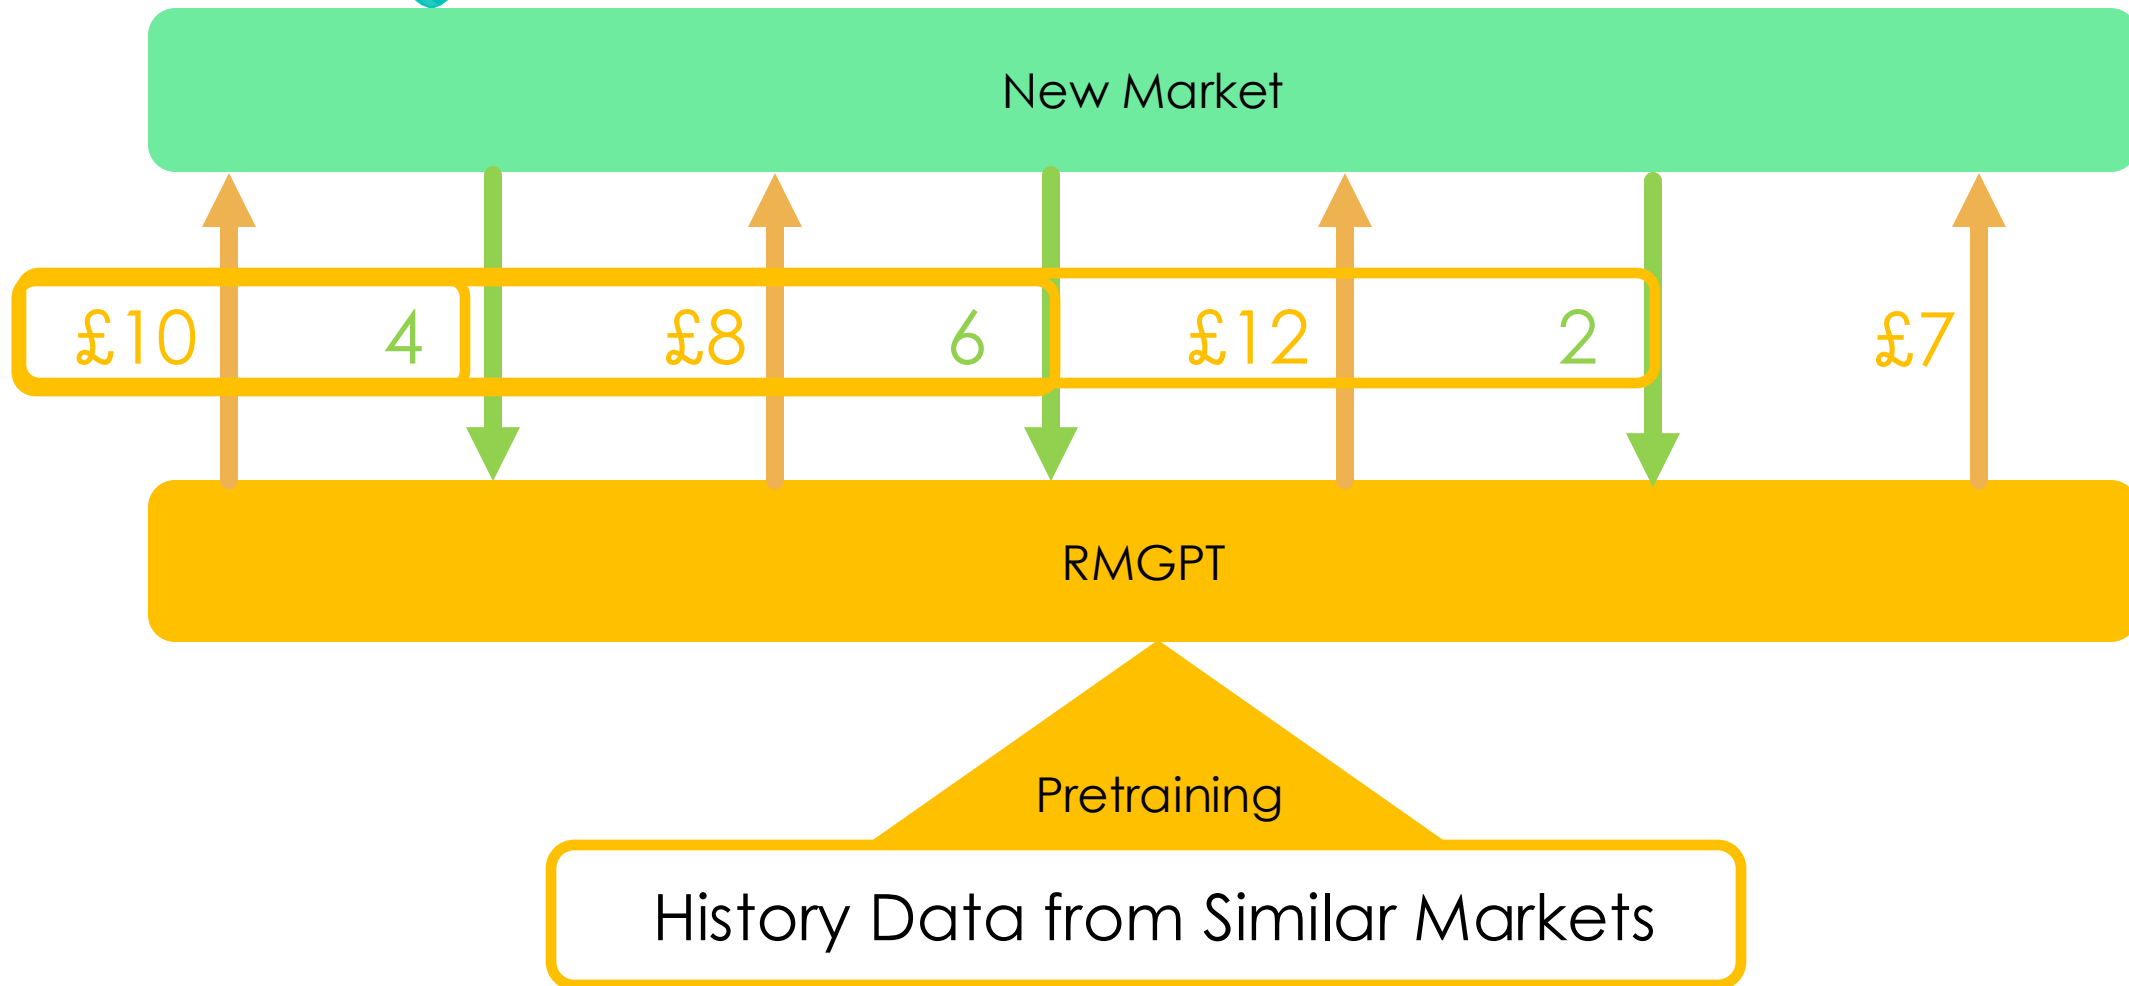 New Market
£10 4 £8 6 £12 2 £7
RMGPT
Pretraining
History Data from Similar Markets